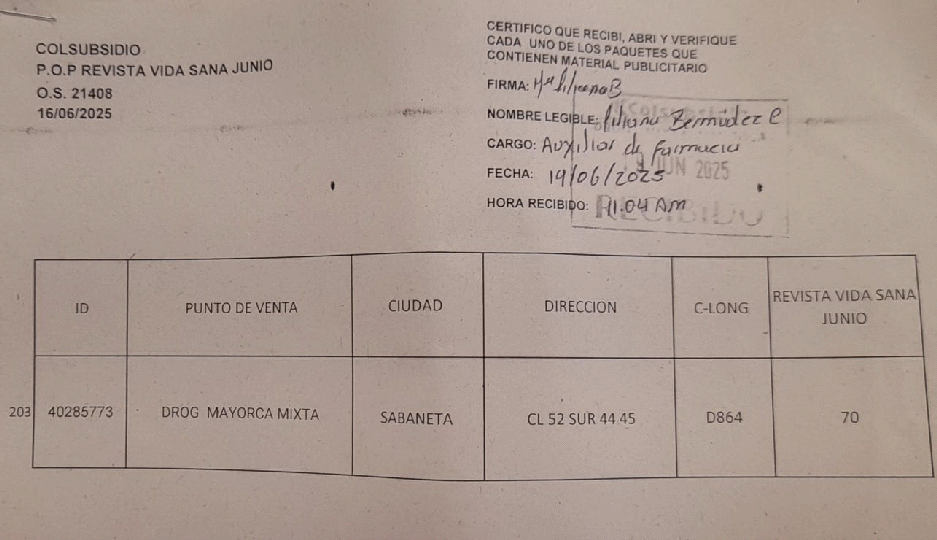 COLSUBSIDIO
P.O.P REVISTA VIDA SANA JUNIO
O.S. 21408
16/06/2025
CERTIFICO QUE RECIBI, ABRI Y VERIFIQUE
CADA UNO DE LOS PAQUETES QUE
CONTIENEN MATERIAL PUBLICITARIO
FIRMA:
NOMBRE LEGIBLE: Liliana Bermudez C
CARGO: Auxiliar de Farmacia
FECHA: 19/06/2025
JUN 2025
HORA RECIBIDO: 11:04 AM
RECIBIDO
ID PUNTO DE VENTA CIUDAD DIRECCION C-LONG REVISTA VIDA SANA
JUNIO
203 40285773 DROG MAYORCA MIXTA SABANETA CL 52 SUR 44 45 D864 70